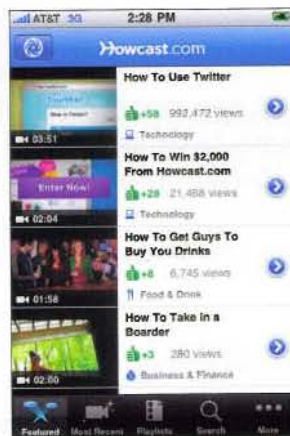 AT&T 3G 2:28 PM
Howcast.com
How To Use Twitter
+58 992,472 views
Technology
03:51
How To Win $2,000
From Howcast.com
Enter Now!
+28 21,468 views
Technology
02:04
How To Get Guys To
Buy You Drinks
+8 6,745 views
Food & Drink
01:58
How To Take in a
Boarder
+3 280 views
Business & Finance
02:00
Featured Most Recent Playlists Search More